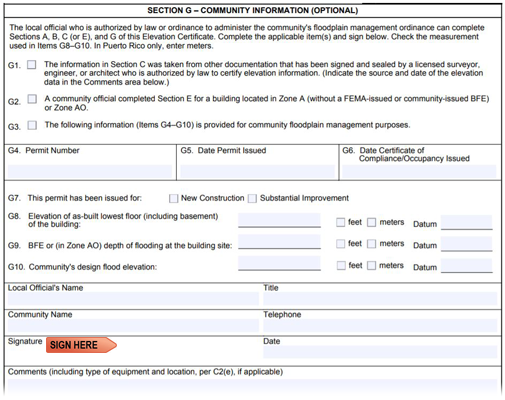 SECTION G – COMMUNITY INFORMATION (OPTIONAL)
The local official who is authorized by law or ordinance to administer the community's floodplain management ordinance can complete
Sections A, B, C (or E), and G of this Elevation Certificate. Complete the applicable item(s) and sign below. Check the measurement
used in Items G8–G10. In Puerto Rico only, enter meters.
G1. The information in Section C was taken from other documentation that has been signed and sealed by a licensed surveyor,
engineer, or architect who is authorized by law to certify elevation information. (Indicate the source and date of the elevation
data in the Comments area below.)
G2. A community official completed Section E for a building located in Zone A (without a FEMA-issued or community-issued BFE)
or Zone AO.
G3. The following information (Items G4–G10) is provided for community floodplain management purposes.
G4. Permit Number
G5. Date Permit Issued
G6. Date Certificate of
Compliance/Occupancy Issued
G7. This permit has been issued for: New Construction Substantial Improvement
G8. Elevation of as-built lowest floor (including basement)
of the building: feet meters Datum
G9. BFE or (in Zone AO) depth of flooding at the building site: feet meters Datum
G10. Community's design flood elevation: feet meters Datum
Local Official's Name Title
Community Name Telephone
Signature SIGN HERE Date
Comments (including type of equipment and location, per C2(e), if applicable)